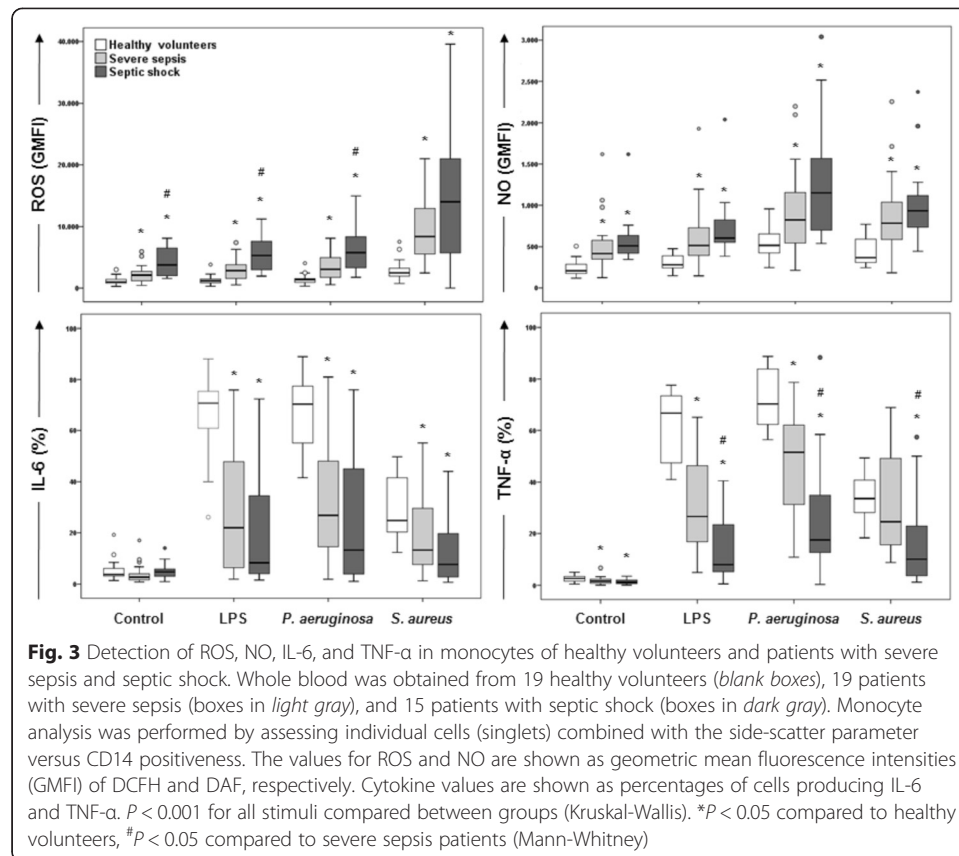 Healthy volunteers
Severe sepsis
Septic shock
ROS (GMFI)
40.000
30.000
20.000
10.000
0
* # * * # * * # * * *
NO (GMFI)
3.000
2.500
2.000
1.500
1.000
500
0
* * * * * * * *
IL-6 (%)
100
80
60
40
20
0
* * * * * *
Control LPS P. aeruginosa S. aureus
TNF-α (%)
100
80
60
40
20
0
* * * # * * # * # *
Control LPS P. aeruginosa S. aureus
Fig. 3 Detection of ROS, NO, IL-6, and TNF-α in monocytes of healthy volunteers and patients with severe
sepsis and septic shock. Whole blood was obtained from 19 healthy volunteers (blank boxes), 19 patients
with severe sepsis (boxes in light gray), and 15 patients with septic shock (boxes in dark gray). Monocyte
analysis was performed by assessing individual cells (singlets) combined with the side-scatter parameter
versus CD14 positiveness. The values for ROS and NO are shown as geometric mean fluorescence intensities
(GMFI) of DCFH and DAF, respectively. Cytokine values are shown as percentages of cells producing IL-6
and TNF-α. P < 0.001 for all stimuli compared between groups (Kruskal-Wallis). *P < 0.05 compared to healthy
volunteers, #P < 0.05 compared to severe sepsis patients (Mann-Whitney)